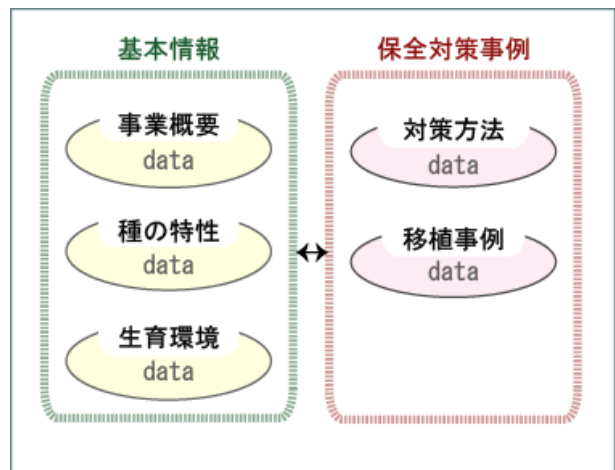 基本情報
事業概要
data
種の特性
data
生育環境
data
保全対策事例
対策方法
data
移植事例
data